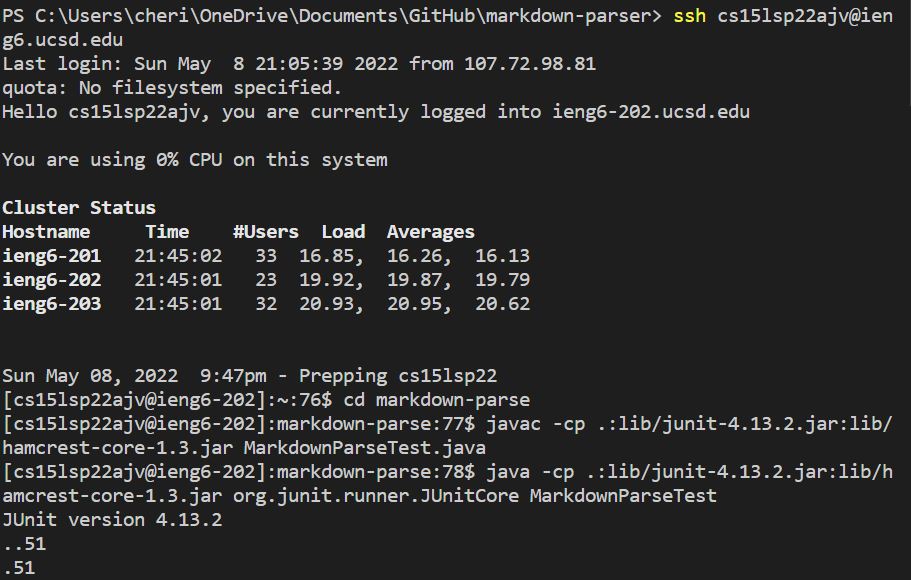 PS C:\Users\cheri\OneDrive\Documents\GitHub\markdown-parser> ssh cs15lsp22ajv@ien
g6.ucsd.edu
Last login: Sun May  8 21:05:39 2022 from 107.72.98.81
quota: No filesystem specified.
Hello cs15lsp22ajv, you are currently logged into ieng6-202.ucsd.edu
You are using 0% CPU on this system
Cluster Status
Hostname     Time    #Users  Load  Averages
ieng6-201   21:45:02   33  16.85,  16.26,  16.13
ieng6-202   21:45:01   23  19.92,  19.87,  19.79
ieng6-203   21:45:01   32  20.93,  20.95,  20.62
Sun May 08, 2022  9:47pm - Prepping cs15lsp22
[cs15lsp22ajv@ieng6-202]:~:76$ cd markdown-parse
[cs15lsp22ajv@ieng6-202]:markdown-parse:77$ javac -cp .:lib/junit-4.13.2.jar:lib/
hamcrest-core-1.3.jar MarkdownParseTest.java
[cs15lsp22ajv@ieng6-202]:markdown-parse:78$ java -cp .:lib/junit-4.13.2.jar:lib/h
amcrest-core-1.3.jar org.junit.runner.JUnitCore MarkdownParseTest
JUnit version 4.13.2
..51
.51